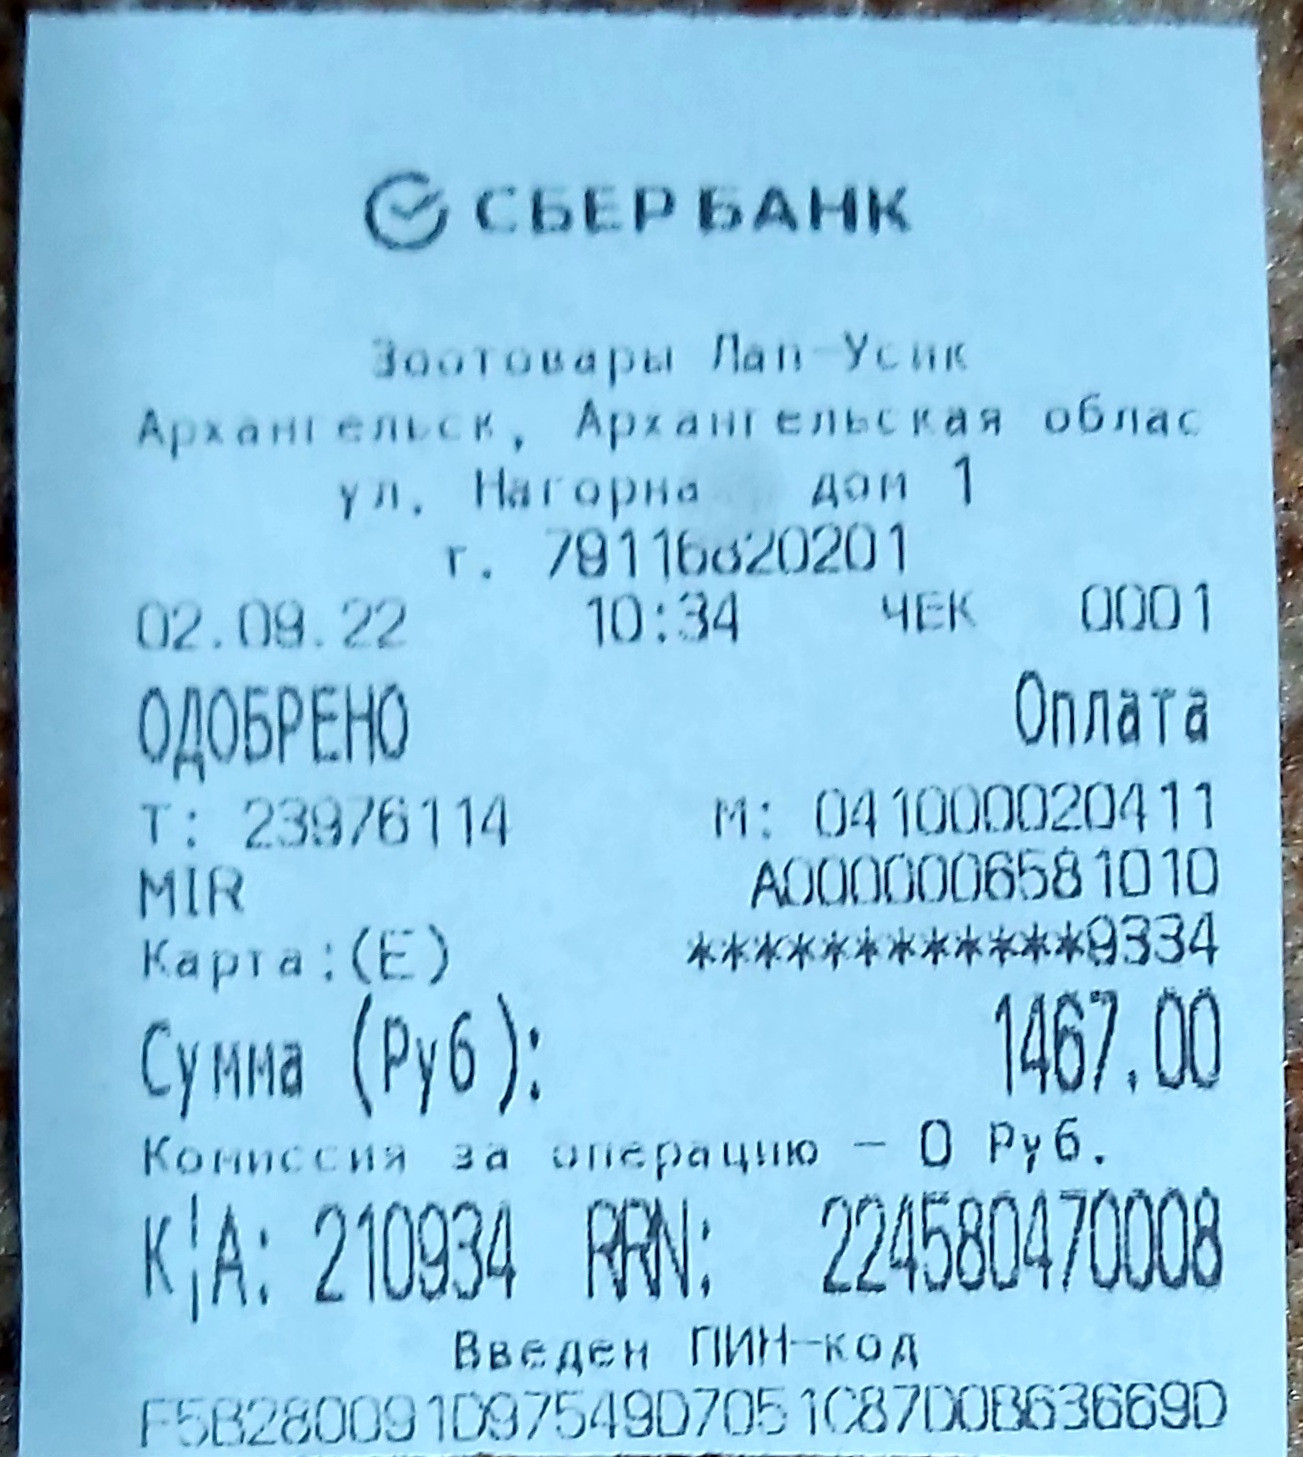 СБЕРБАНК
Зоотовары Лап-Усик
Архангельск, Архангельская облас
ул. Нагорна дом 1
т. 79116820201
02.09.22 10:34 ЧЕК 0001
ОДОБРЕНО Оплата
Т: 23976114 М: 041000020411
MIR A0000006581010
Карта:(E) ************9334
Сумма (Руб): 1467.00
Комиссия за операцию – 0 Руб.
К/А: 210934 RRN: 224580470008
Введен ПИН-код
F5B280091D97549D7051C87D0B63669D